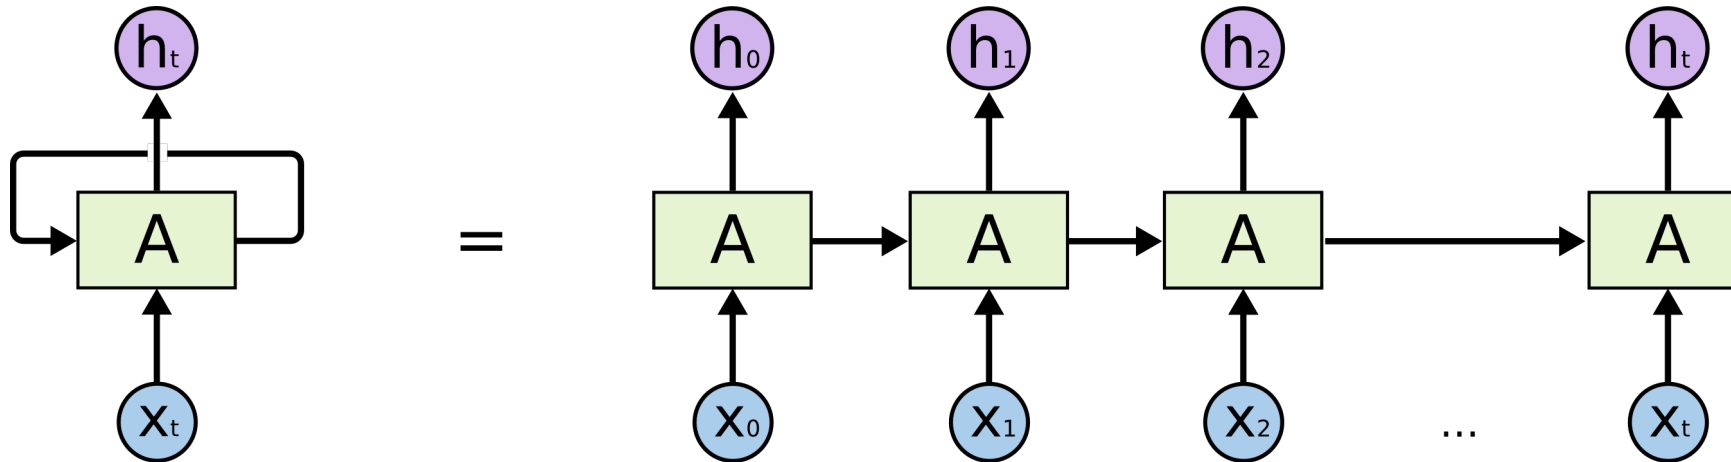 hₜ h₀ h₁ h₂ hₜ
A = A A A A
xₜ x₀ x₁ x₂ ... xₜ